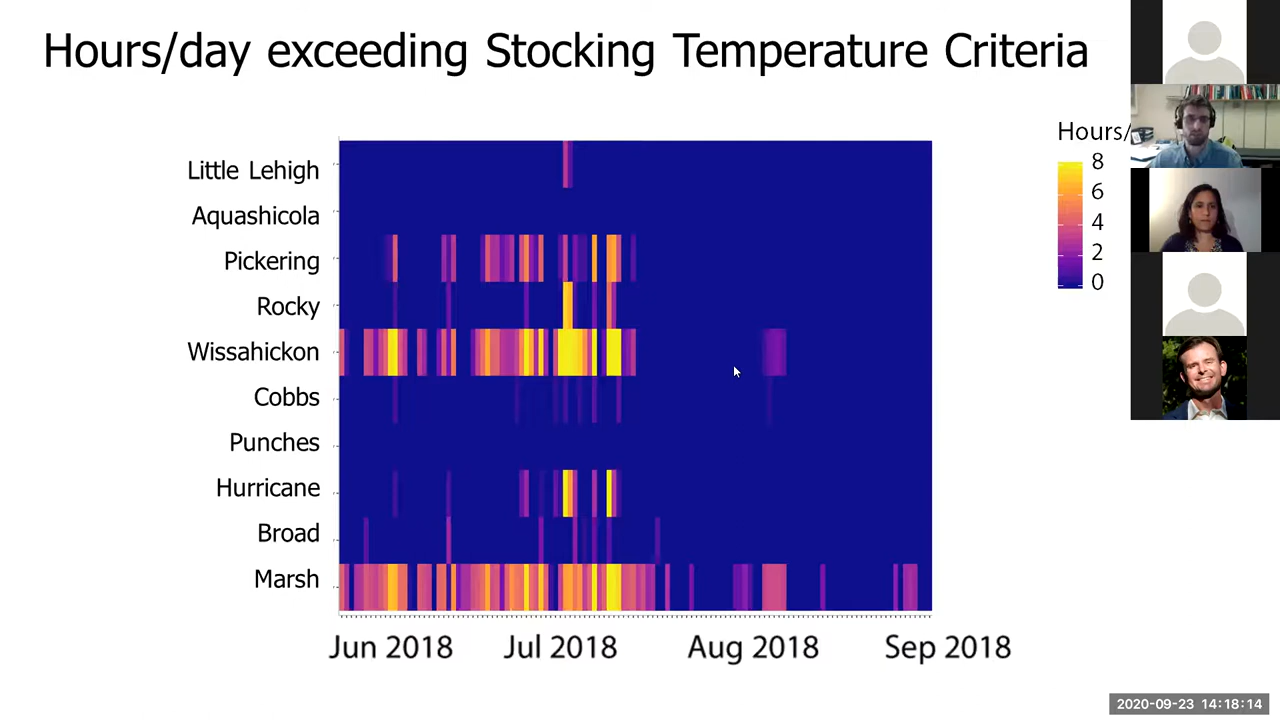 Hours/day exceeding Stocking Temperature Criteria
Hours/
8
6
4
2
0
Little Lehigh
Aquashicola
Pickering
Rocky
Wissahickon
Cobbs
Punches
Hurricane
Broad
Marsh
Jun 2018 Jul 2018 Aug 2018 Sep 2018
2020-09-23 14:18:14